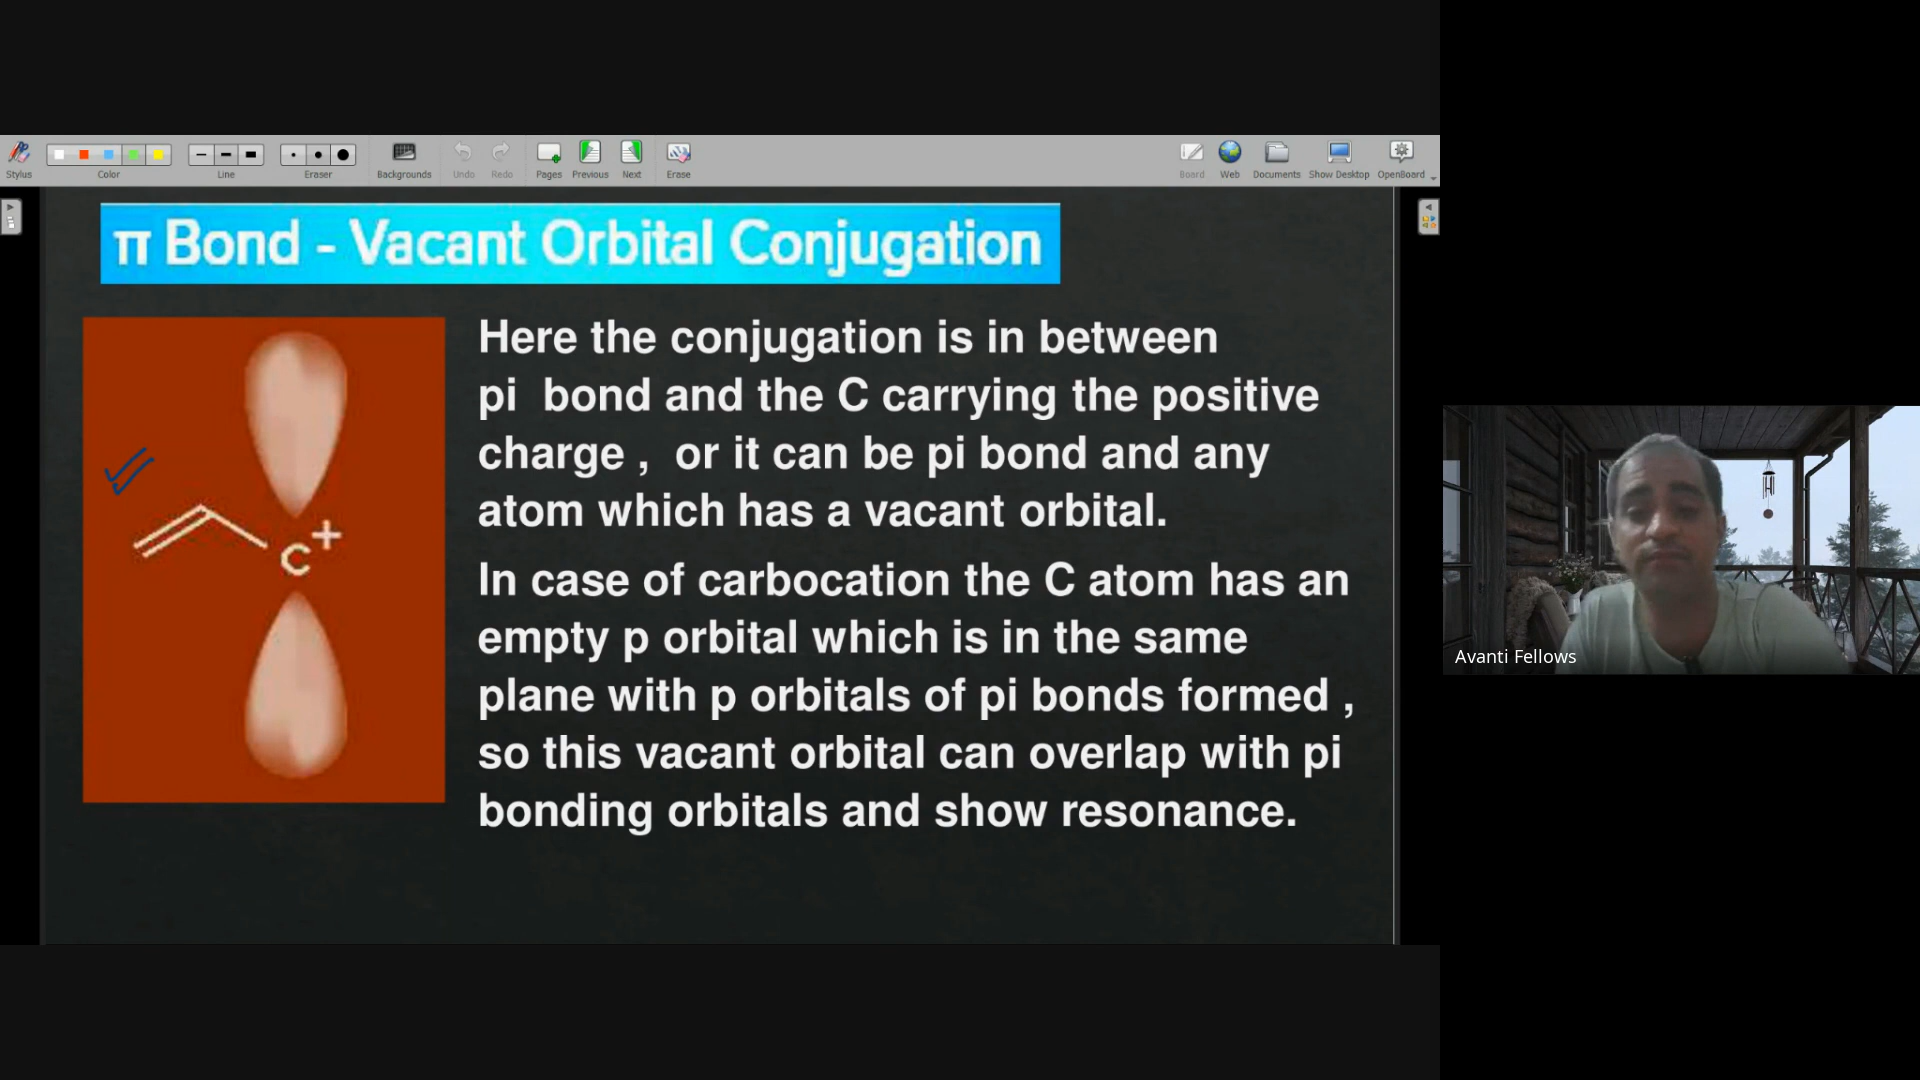 Stylus
Color
Line
Eraser
Backgrounds
Undo
Redo
Pages
Previous
Next
Erase
Board
Web
Documents
Show Desktop
OpenBoard
π Bond - Vacant Orbital Conjugation
Here the conjugation is in between
pi bond and the C carrying the positive
charge , or it can be pi bond and any
atom which has a vacant orbital.
In case of carbocation the C atom has an
empty p orbital which is in the same
plane with p orbitals of pi bonds formed ,
so this vacant orbital can overlap with pi
bonding orbitals and show resonance.
C+
Avanti Fellows